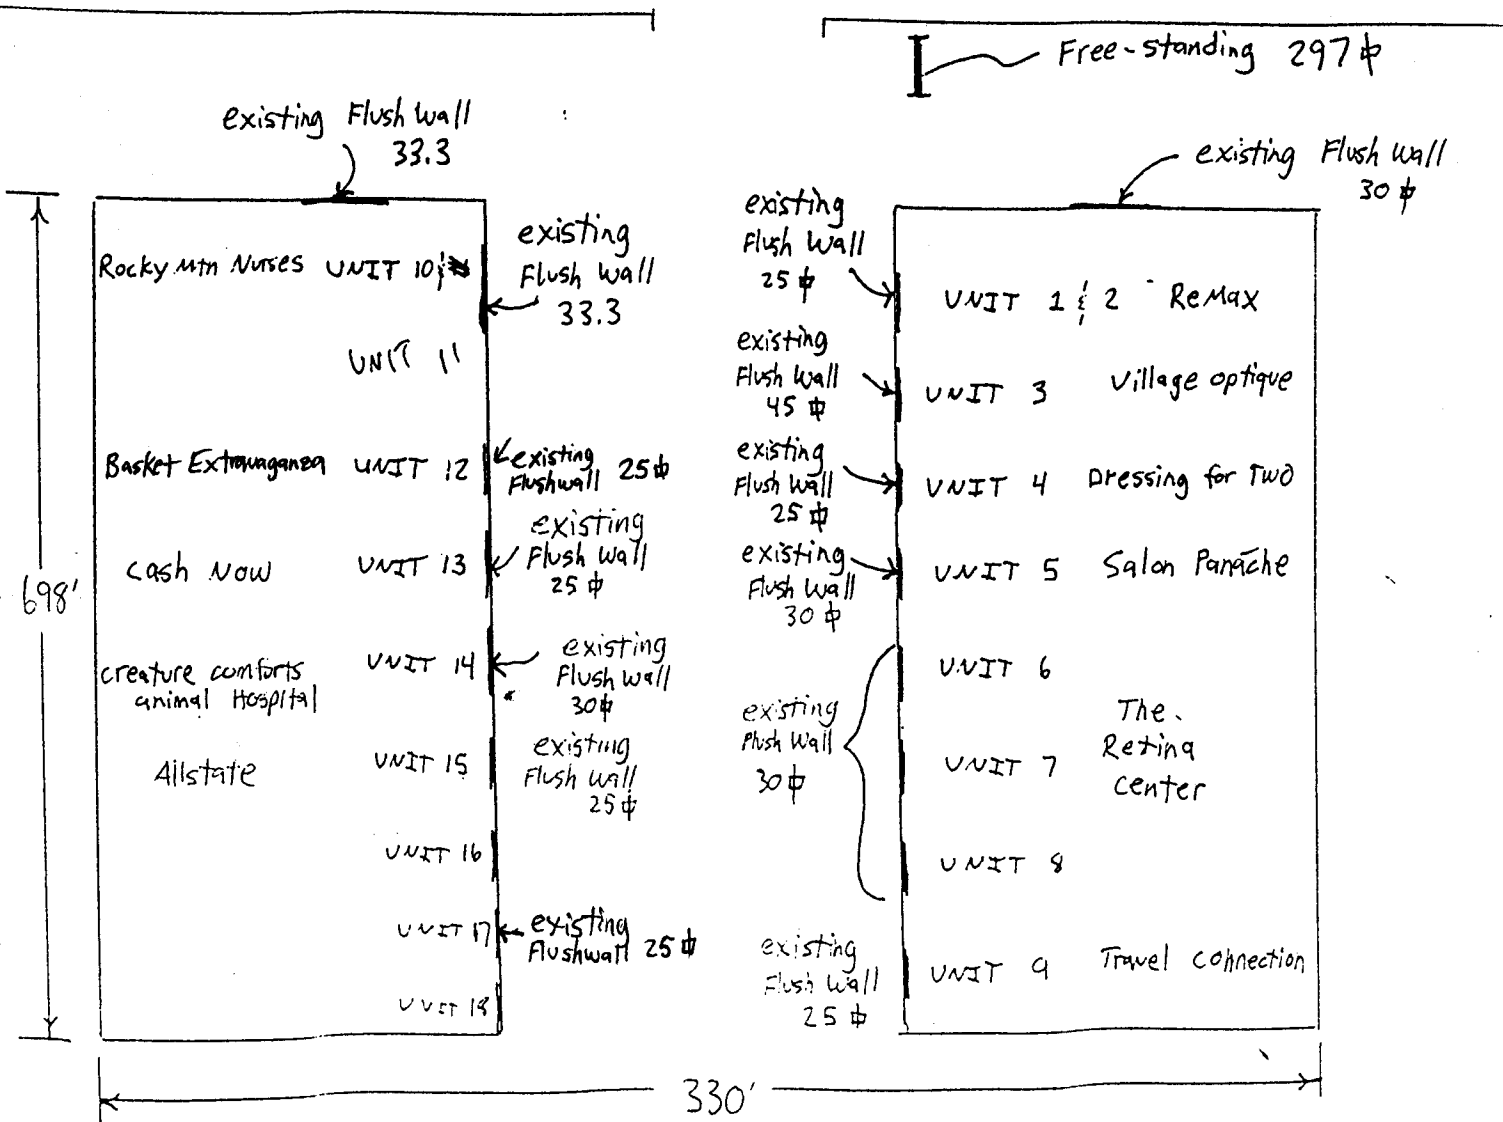 Free-standing 297 ⌷
existing Flush Wall
33.3
existing Flush Wall
30 ⌷
Rocky Mtn Nurses UNIT 10 &
existing
Flush Wall
33.3
UNIT 11
Basket Extravaganza UNIT 12
existing
Flushwall 25 ⌷
Cash Now UNIT 13
existing
Flush Wall
25 ⌷
creature comforts
animal Hospital
UNIT 14
existing
Flush Wall
30 ⌷
Allstate UNIT 15
existing
Flush Wall
25 ⌷
UNIT 16
UNIT 17
existing
Flushwall 25 ⌷
UNIT 18
698'
existing
Flush Wall
25 ⌷
UNIT 1 & 2 ReMax
existing
Flush Wall
45 ⌷
UNIT 3 Village optique
existing
Flush Wall
25 ⌷
UNIT 4 Dressing for Two
existing
Flush Wall
30 ⌷
UNIT 5 Salon Panache
UNIT 6
existing
Flush Wall
30 ⌷
UNIT 7
The
Retina
Center
UNIT 8
existing
Flush Wall
25 ⌷
UNIT 9 Travel connection
330'